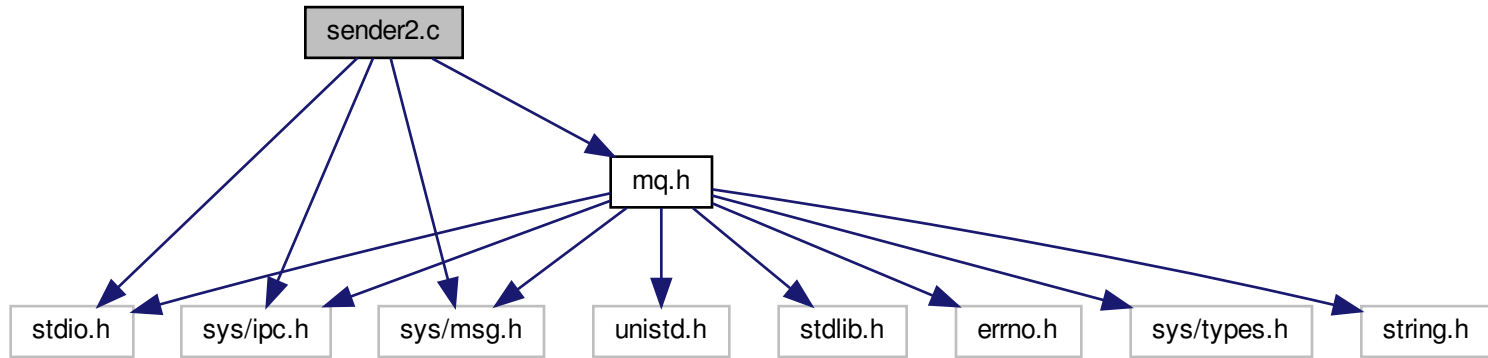 sender2.c
mq.h
stdio.h
sys/ipc.h
sys/msg.h
unistd.h
stdlib.h
errno.h
sys/types.h
string.h